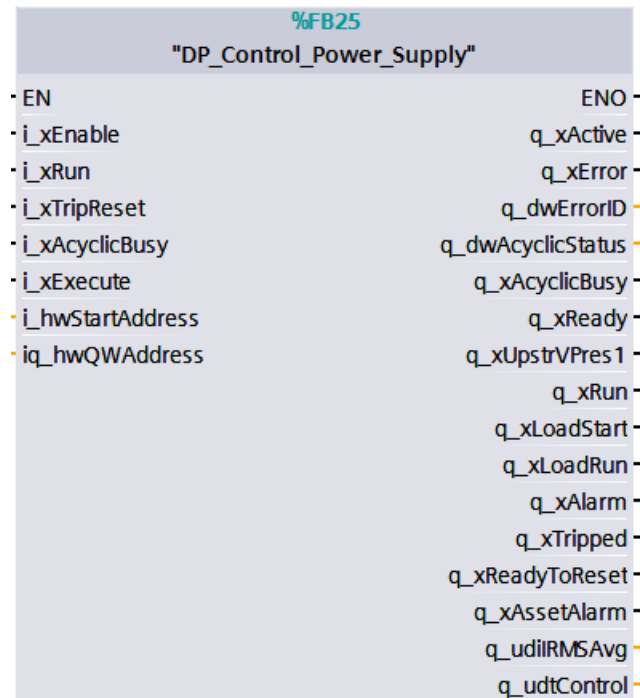 %FB25
"DP_Control_Power_Supply"
EN ENO
i_xEnable q_xActive
i_xRun q_xError
i_xTripReset q_dwErrorID
i_xAcyclicBusy q_dwAcyclicStatus
i_xExecute q_xAcyclicBusy
i_hwStartAddress q_xReady
iq_hwQWAddress q_xUpstrVPres1
q_xRun
q_xLoadStart
q_xLoadRun
q_xAlarm
q_xTripped
q_xReadyToReset
q_xAssetAlarm
q_udiIRMSAvg
q_udtControl